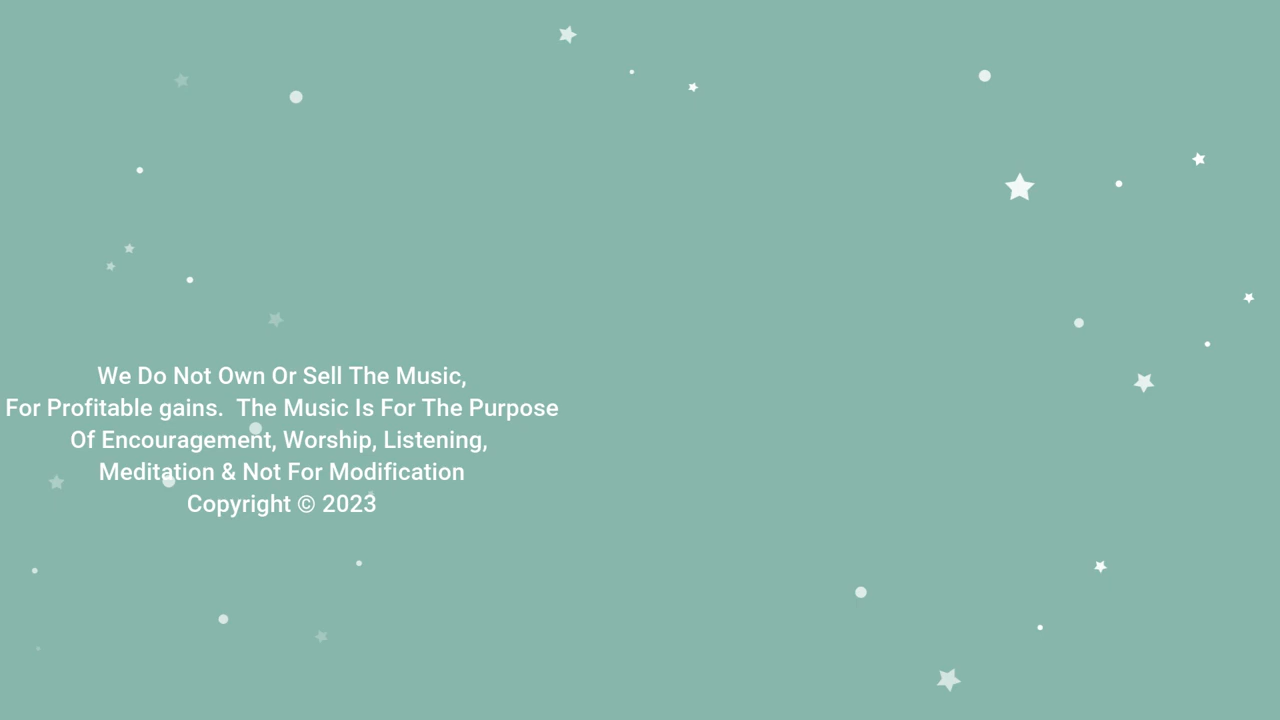 We Do Not Own Or Sell The Music,
For Profitable gains.  The Music Is For The Purpose
Of Encouragement, Worship, Listening,
Meditation & Not For Modification
Copyright © 2023